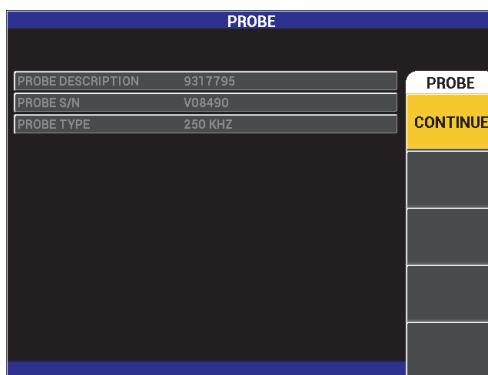 PROBE
PROBE DESCRIPTION 9317795
PROBE S/N V08490
PROBE TYPE 250 KHZ
PROBE
CONTINUE